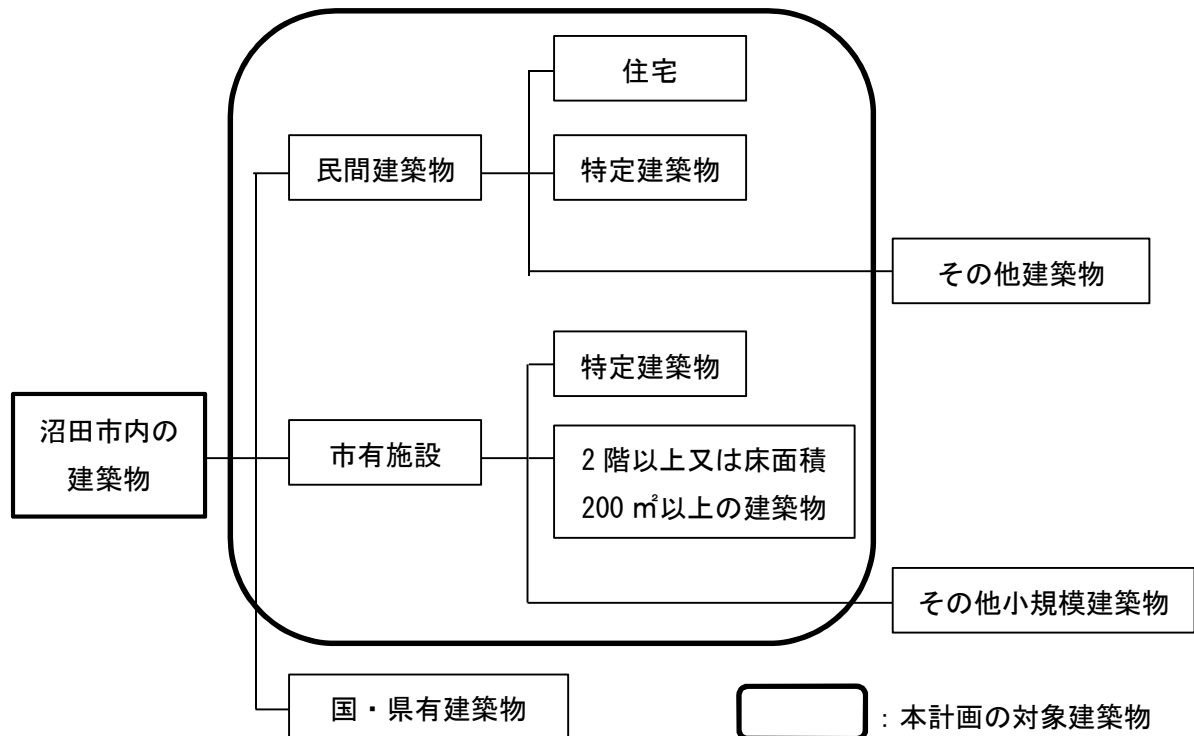 住宅
民間建築物
特定建築物
その他建築物
特定建築物
沼田市内の
建築物
市有施設
2 階以上又は床面積
200 ㎡以上の建築物
その他小規模建築物
国・県有建築物
：本計画の対象建築物